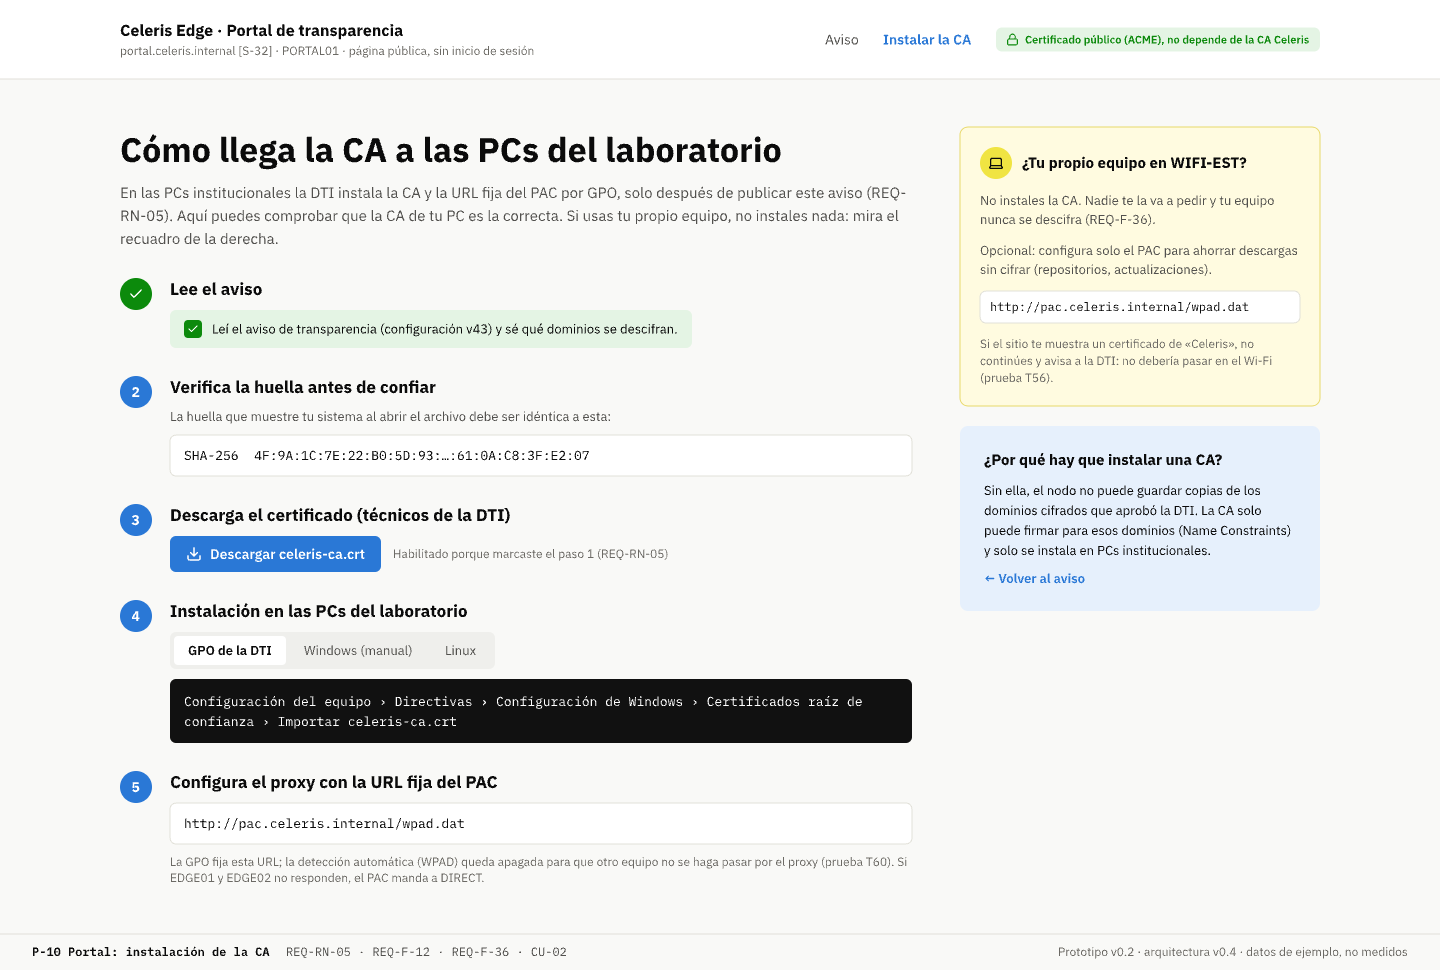 Celeris Edge · Portal de transparencia
portal.celeris.internal [S-32] · PORTAL01 · página pública, sin inicio de sesión
Aviso
Instalar la CA
Certificado público (ACME), no depende de la CA Celeris
Cómo llega la CA a las PCs del laboratorio
En las PCs institucionales la DTI instala la CA y la URL fija del PAC por GPO, solo después de publicar este aviso (REQ-
RN-05). Aquí puedes comprobar que la CA de tu PC es la correcta. Si usas tu propio equipo, no instales nada: mira el
recuadro de la derecha.
Lee el aviso
Leí el aviso de transparencia (configuración v43) y sé qué dominios se descifran.
2
Verifica la huella antes de confiar
La huella que muestre tu sistema al abrir el archivo debe ser idéntica a esta:
SHA-256 4F:9A:1C:7E:22:B0:5D:93:…:61:0A:C8:3F:E2:07
3
Descarga el certificado (técnicos de la DTI)
Descargar celeris-ca.crt
Habilitado porque marcaste el paso 1 (REQ-RN-05)
4
Instalación en las PCs del laboratorio
GPO de la DTI
Windows (manual)
Linux
Configuración del equipo › Directivas › Configuración de Windows › Certificados raíz de
confianza › Importar celeris-ca.crt
5
Configura el proxy con la URL fija del PAC
http://pac.celeris.internal/wpad.dat
La GPO fija esta URL; la detección automática (WPAD) queda apagada para que otro equipo no se haga pasar por el proxy (prueba T60). Si
EDGE01 y EDGE02 no responden, el PAC manda a DIRECT.
¿Tu propio equipo en WIFI-EST?
No instales la CA. Nadie te la va a pedir y tu equipo
nunca se descifra (REQ-F-36).
Opcional: configura solo el PAC para ahorrar descargas
sin cifrar (repositorios, actualizaciones).
http://pac.celeris.internal/wpad.dat
Si el sitio te muestra un certificado de «Celeris», no
continúes y avisa a la DTI: no debería pasar en el Wi-Fi
(prueba T56).
¿Por qué hay que instalar una CA?
Sin ella, el nodo no puede guardar copias de los
dominios cifrados que aprobó la DTI. La CA solo
puede firmar para esos dominios (Name Constraints)
y solo se instala en PCs institucionales.
← Volver al aviso
P-10 Portal: instalación de la CA
REQ-RN-05 · REQ-F-12 · REQ-F-36 · CU-02
Prototipo v0.2 · arquitectura v0.4 · datos de ejemplo, no medidos